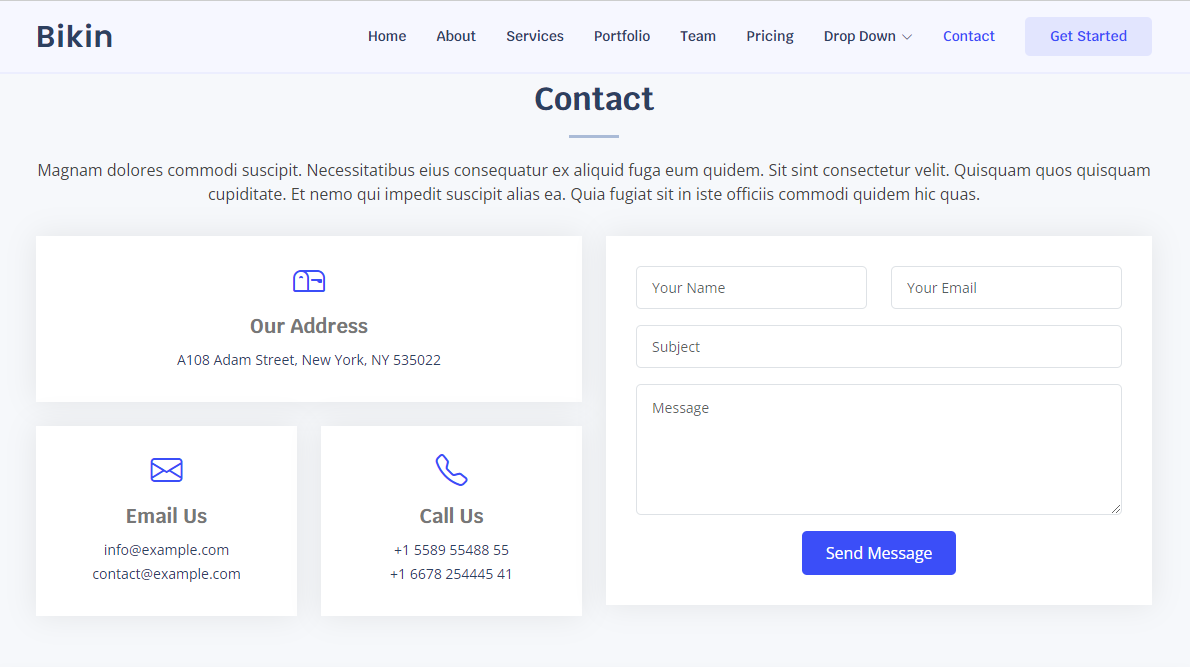 Bikin
Home About Services Portfolio Team Pricing Drop Down Contact Get Started
Contact
Magnam dolores commodi suscipit. Necessitatibus eius consequatur ex aliquid fuga eum quidem. Sit sint consectetur velit. Quisquam quos quisquam
cupiditate. Et nemo qui impedit suscipit alias ea. Quia fugiat sit in iste officiis commodi quidem hic quas.
Our Address
A108 Adam Street, New York, NY 535022
Email Us
info@example.com
contact@example.com
Call Us
+1 5589 55488 55
+1 6678 254445 41
Your Name
Your Email
Subject
Message
Send Message